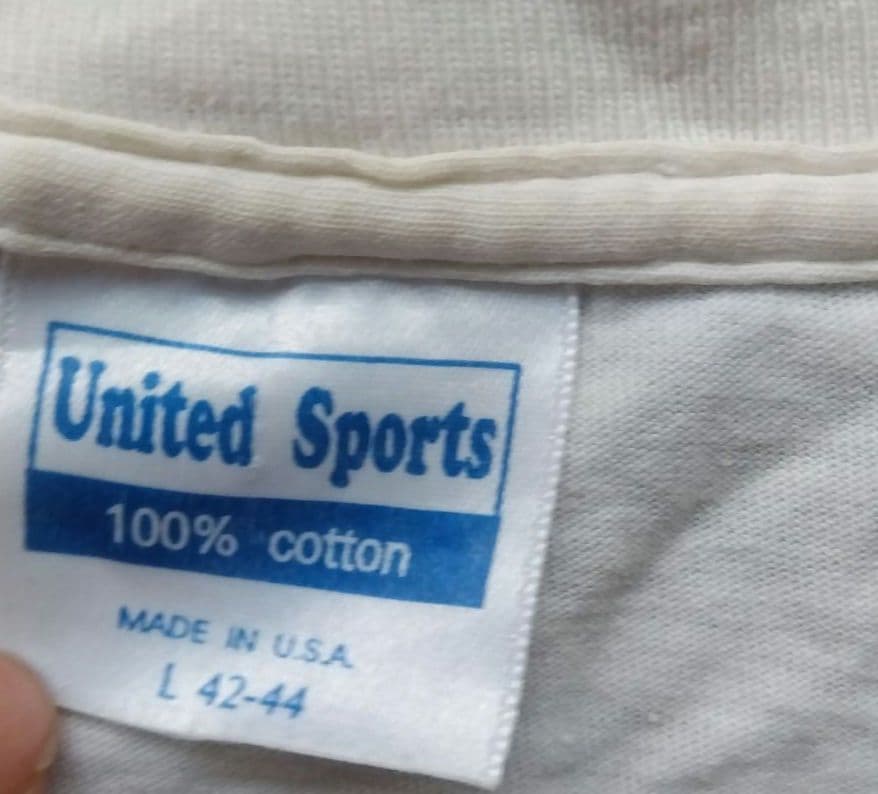 United Sports
100% cotton
MADE IN U.S.A.
L 42-44